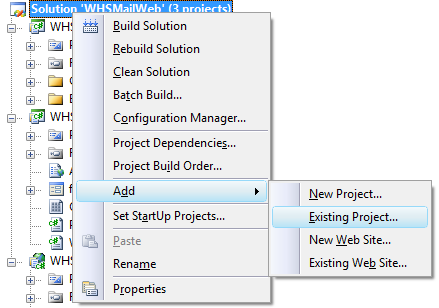 Solution 'WHSMailWeb' (3 projects)
WHS
Build Solution
Rebuild Solution
Clean Solution
Batch Build...
Configuration Manager...
WHS
Project Dependencies...
Project Build Order...
Add
New Project...
Existing Project...
New Web Site...
Existing Web Site...
Set StartUp Projects...
Paste
Rename
WHS
Properties